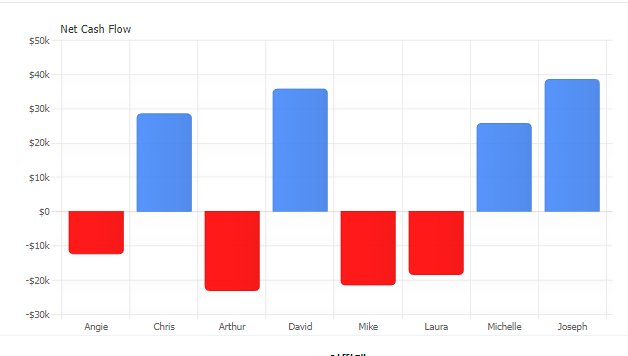 Net Cash Flow
$50k
$40k
$30k
$20k
$10k
$0
-$10k
-$20k
-$30k
Angie Chris Arthur David Mike Laura Michelle Joseph